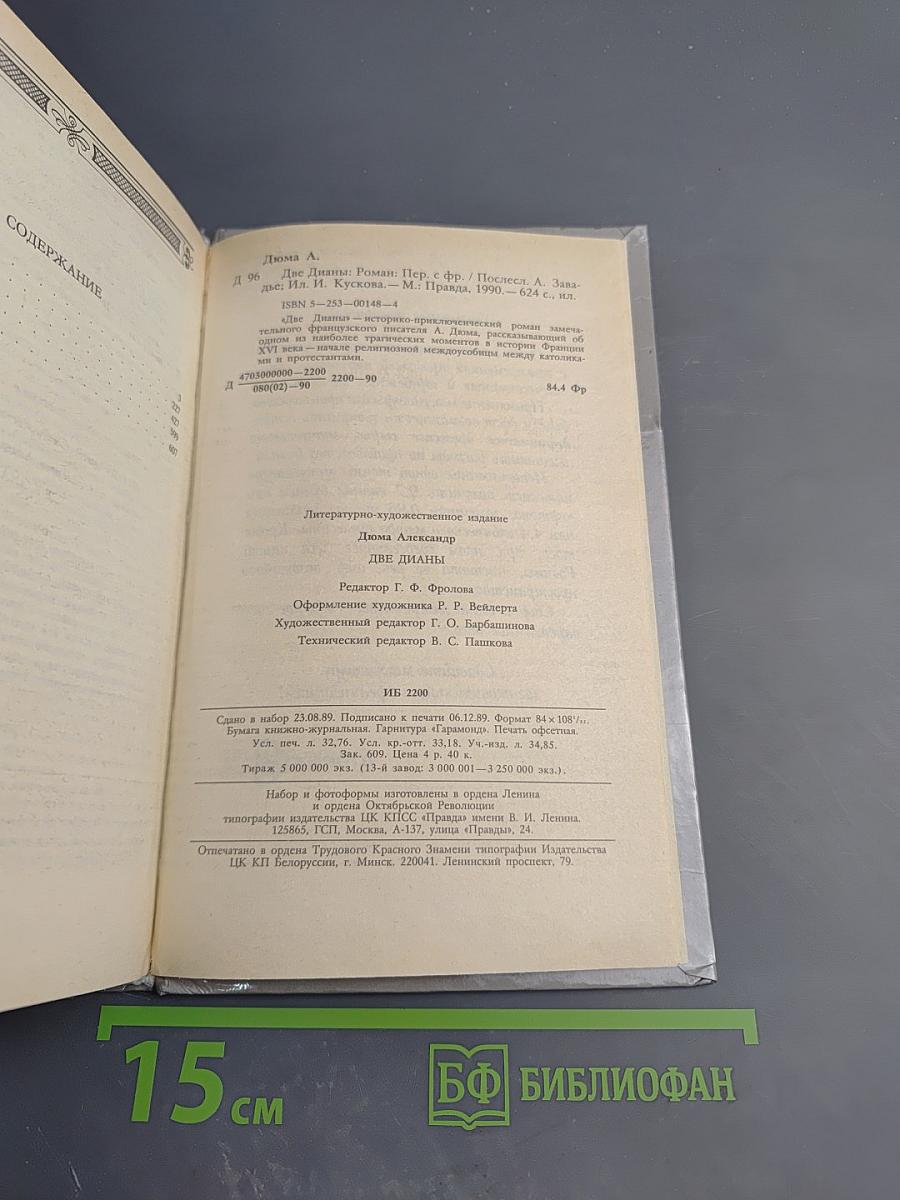 СОДЕРЖАНИЕ
3
227
427
599
607
Дюма А.
Д 96 Две Дианы: Роман: Пер. с фр. / Послесл. А. Зава-
дье; Ил. И. Кускова.— М.: Правда, 1990.— 624 с., ил.
ISBN 5—253—00148—4
«Две Дианы» — историко-приключенческий роман замеча-
тельного французского писателя А. Дюма, рассказывающий об
одном из наиболее трагических моментов в истории Франции
XVI века — начале религиозной междоусобицы между католика-
ми и протестантами.
Д 4703000000—2200
080(02)—90 2200—90 84.4 Фр
Литературно-художественное издание
Дюма Александр
ДВЕ ДИАНЫ
Редактор Г. Ф. Фролова
Оформление художника Р. Р. Вейлерта
Художественный редактор Г. О. Барбашинова
Технический редактор В. С. Пашкова
ИБ 2200
Сдано в набор 23.08.89. Подписано к печати 06.12.89. Формат 84×108¹/₃₂.
Бумага книжно-журнальная. Гарнитура «Гарамонд». Печать офсетная.
Усл. печ. л. 32,76. Усл. кр.-отт. 33,18. Уч.-изд. л. 34,85.
Зак. 609. Цена 4 р. 40 к.
Тираж 5 000 000 экз. (13-й завод: 3 000 001—3 250 000 экз.).
Набор и фотоформы изготовлены в ордена Ленина
и ордена Октябрьской Революции
типографии издательства ЦК КПСС «Правда» имени В. И. Ленина.
125865, ГСП, Москва, А-137, улица «Правды», 24.
Отпечатано в ордена Трудового Красного Знамени типографии Издательства
ЦК КП Белоруссии, г. Минск. 220041. Ленинский проспект, 79.
15 см
БФ БИБЛИОФАН